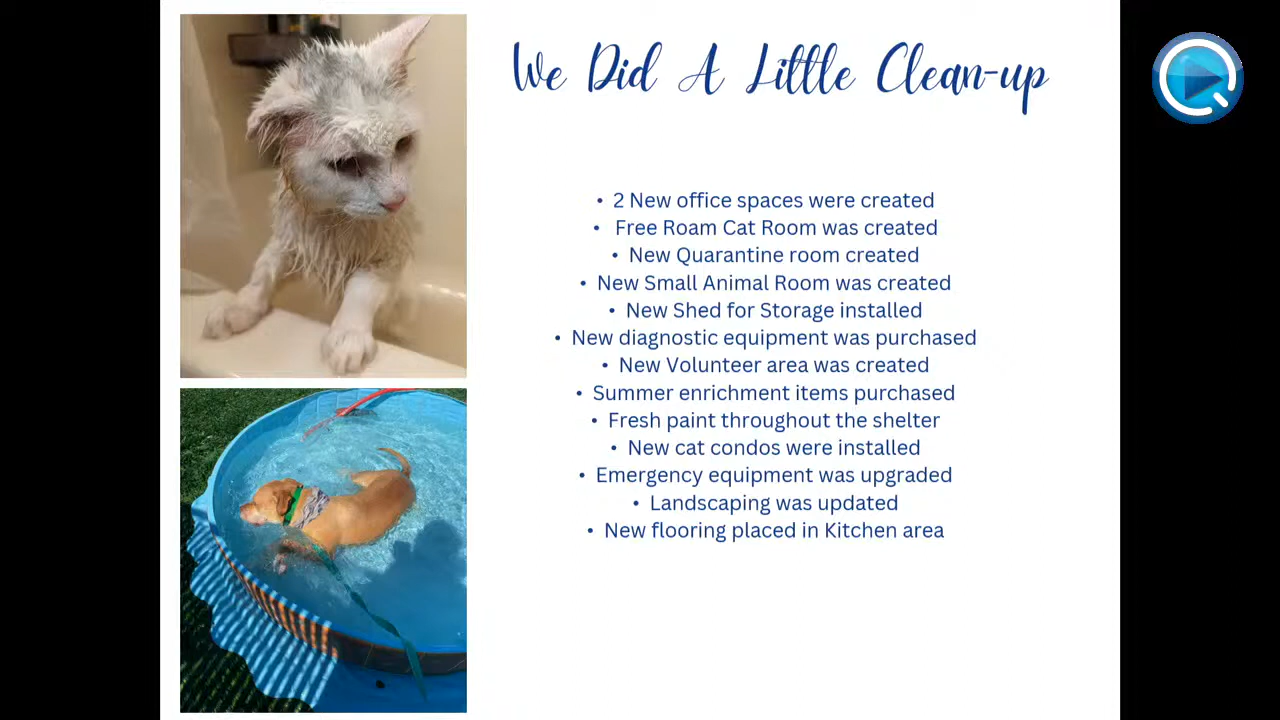 We Did A Little Clean-up
• 2 New office spaces were created
• Free Roam Cat Room was created
• New Quarantine room created
• New Small Animal Room was created
• New Shed for Storage installed
• New diagnostic equipment was purchased
• New Volunteer area was created
• Summer enrichment items purchased
• Fresh paint throughout the shelter
• New cat condos were installed
• Emergency equipment was upgraded
• Landscaping was updated
• New flooring placed in Kitchen area